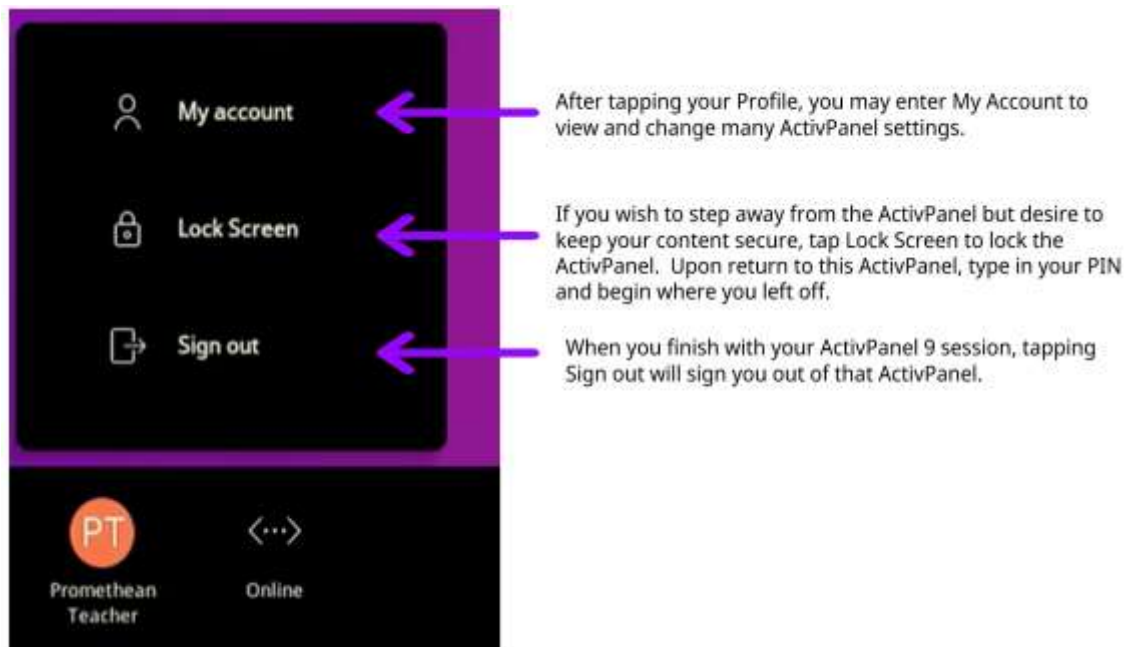 My account
After tapping your Profile, you may enter My Account to
view and change many ActivPanel settings.
Lock Screen
If you wish to step away from the ActivPanel but desire to
keep your content secure, tap Lock Screen to lock the
ActivPanel.  Upon return to this ActivPanel, type in your PIN
and begin where you left off.
Sign out
When you finish with your ActivPanel 9 session, tapping
Sign out will sign you out of that ActivPanel.
PT
Promethean
Teacher
Online